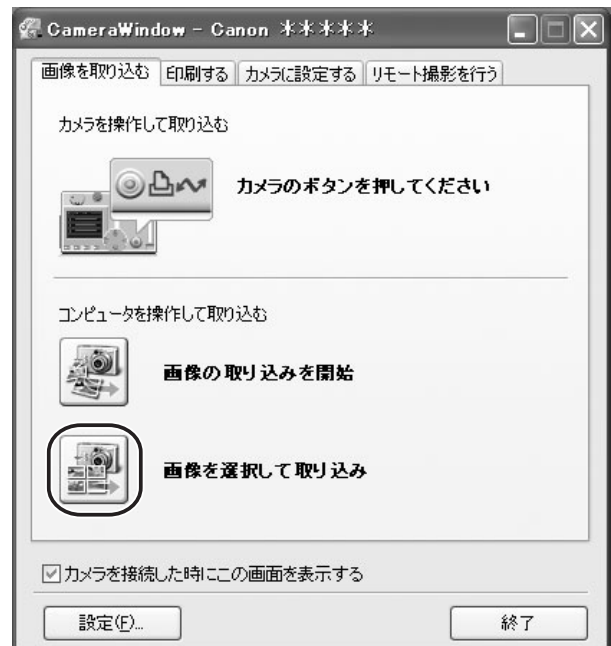 CameraWindow - Canon ＊＊＊＊＊
画像を取り込む 印刷する カメラに設定する リモート撮影を行う
カメラを操作して取り込む
カメラのボタンを押してください
コンピュータを操作して取り込む
画像の取り込みを開始
画像を選択して取り込み
カメラを接続した時にこの画面を表示する
設定(F)... 終了